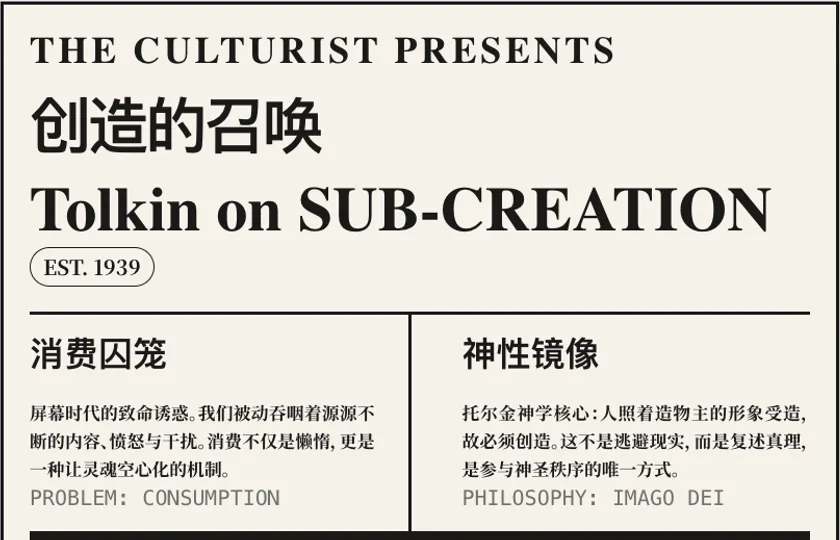 THE CULTURIST PRESENTS
创造的召唤
Tolkin on SUB-CREATION
EST. 1939
消费囚笼
屏幕时代的致命诱惑。我们被动吞咽着源源不
断的内容、愤怒与干扰。消费不仅是懒惰, 更是
一种让灵魂空心化的机制。
PROBLEM: CONSUMPTION
神性镜像
托尔金神学核心: 人照着造物主的形象受造,
故必须创造。这不是逃避现实, 而是复述真理,
是参与神圣秩序的唯一方式。
PHILOSOPHY: IMAGO DEI